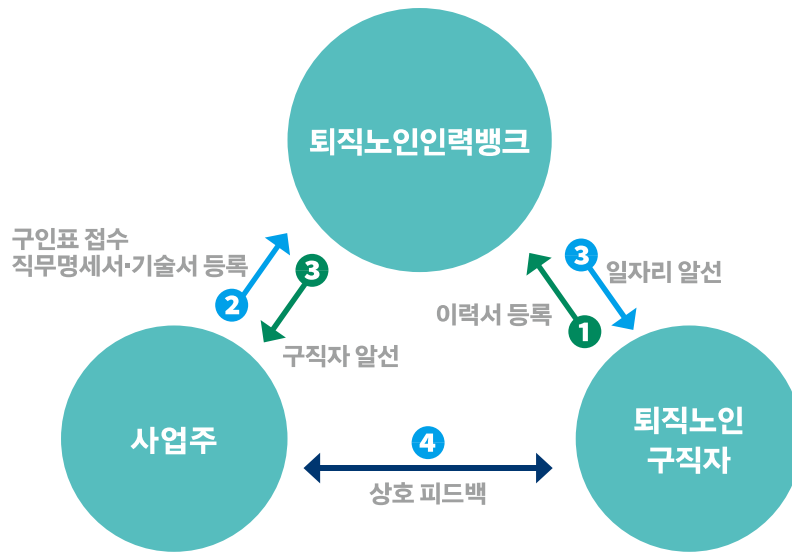 퇴직노인인력뱅크
구인표 접수
직무명세서·기술서 등록
2
3
구직자 알선
3
일자리 알선
이력서 등록
1
사업주
4
상호 피드백
퇴직노인
구직자